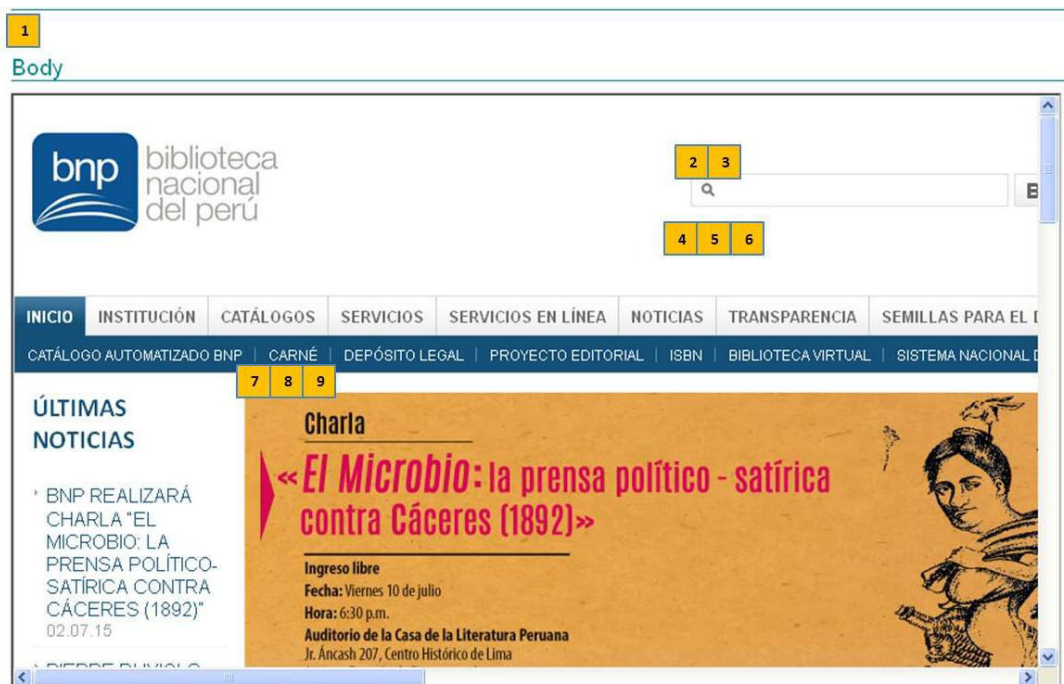 1
Body
bnp biblioteca
nacional
del perú
2 3
4 5 6
INICIO INSTITUCIÓN CATÁLOGOS SERVICIOS SERVICIOS EN LÍNEA NOTICIAS TRANSPARENCIA SEMILLAS PARA EL
CATÁLOGO AUTOMATIZADO BNP | CARNÉ | DEPÓSITO LEGAL | PROYECTO EDITORIAL | ISBN | BIBLIOTECA VIRTUAL | SISTEMA NACIONAL
7 8 9
ÚLTIMAS
NOTICIAS
BNP REALIZARÁ
CHARLA "EL
MICROBIO: LA
PRENSA POLÍTICO-
SATÍRICA CONTRA
CÁCERES (1892)"
02.07.15
Charla
«El Microbio: la prensa político - satírica
contra Cáceres (1892)»
Ingreso libre
Fecha: Viernes 10 de julio
Hora: 6:30 p.m.
Auditorio de la Casa de la Literatura Peruana
Jr. Áncash 207, Centro Histórico de Lima